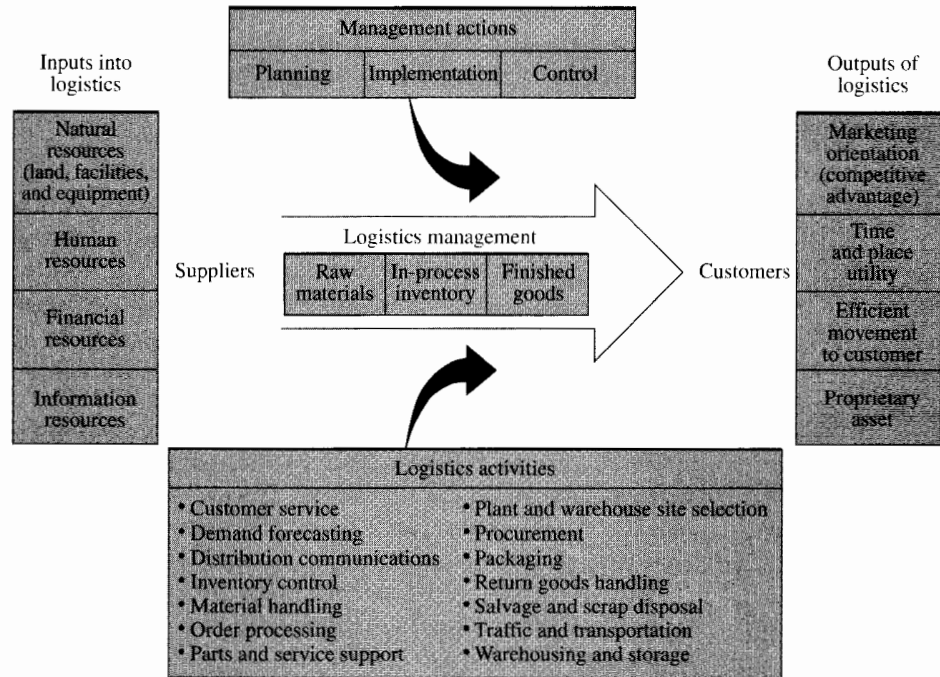 Management actions
Planning
Implementation
Control
Inputs into
logistics
Natural
resources
(land, facilities,
and equipment)
Human
resources
Financial
resources
Information
resources
Suppliers
Logistics management
Raw
materials
In-process
inventory
Finished
goods
Customers
Outputs of
logistics
Marketing
orientation
(competitive
advantage)
Time
and place
utility
Efficient
movement
to customer
Proprietary
asset
Logistics activities
• Customer service
• Demand forecasting
• Distribution communications
• Inventory control
• Material handling
• Order processing
• Parts and service support
• Plant and warehouse site selection
• Procurement
• Packaging
• Return goods handling
• Salvage and scrap disposal
• Traffic and transportation
• Warehousing and storage